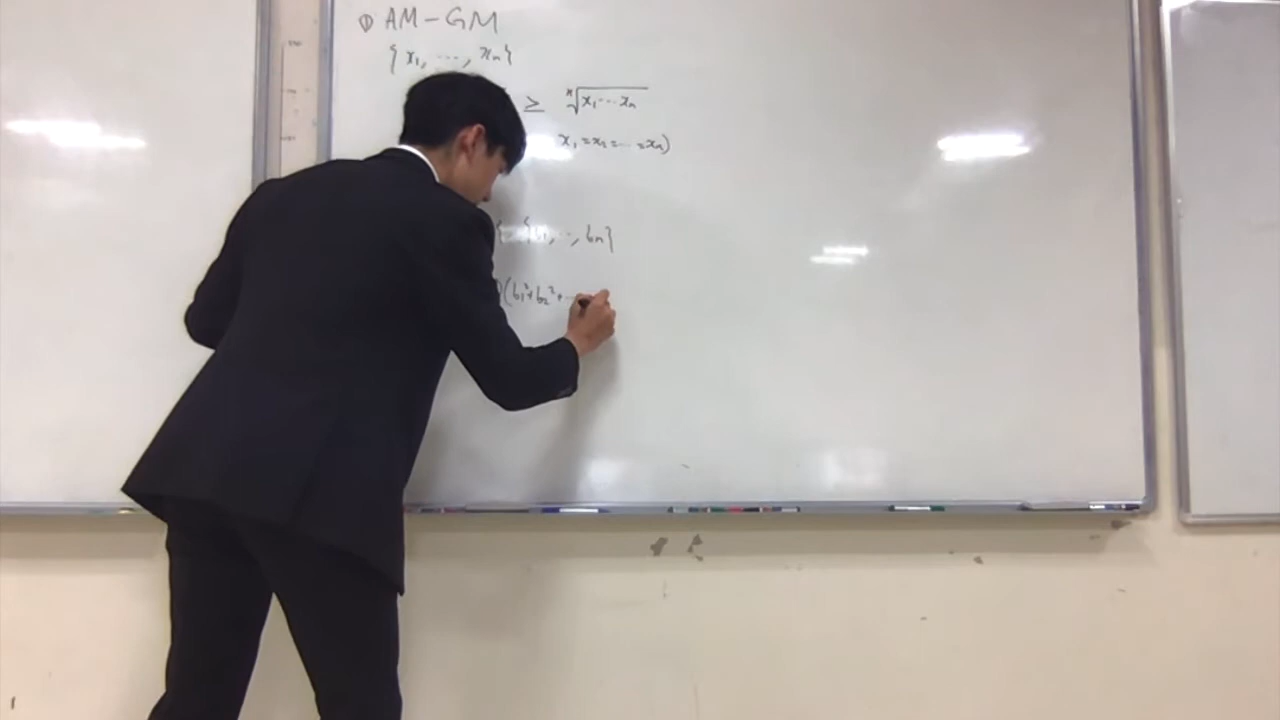 ① AM-GM
{x₁, ..., xₙ}
≥ ⁿ√x₁...xₙ
x₁=x₂=...=xₙ)
{b₁, ..., bₙ}
)(b₁²+b₂²+...